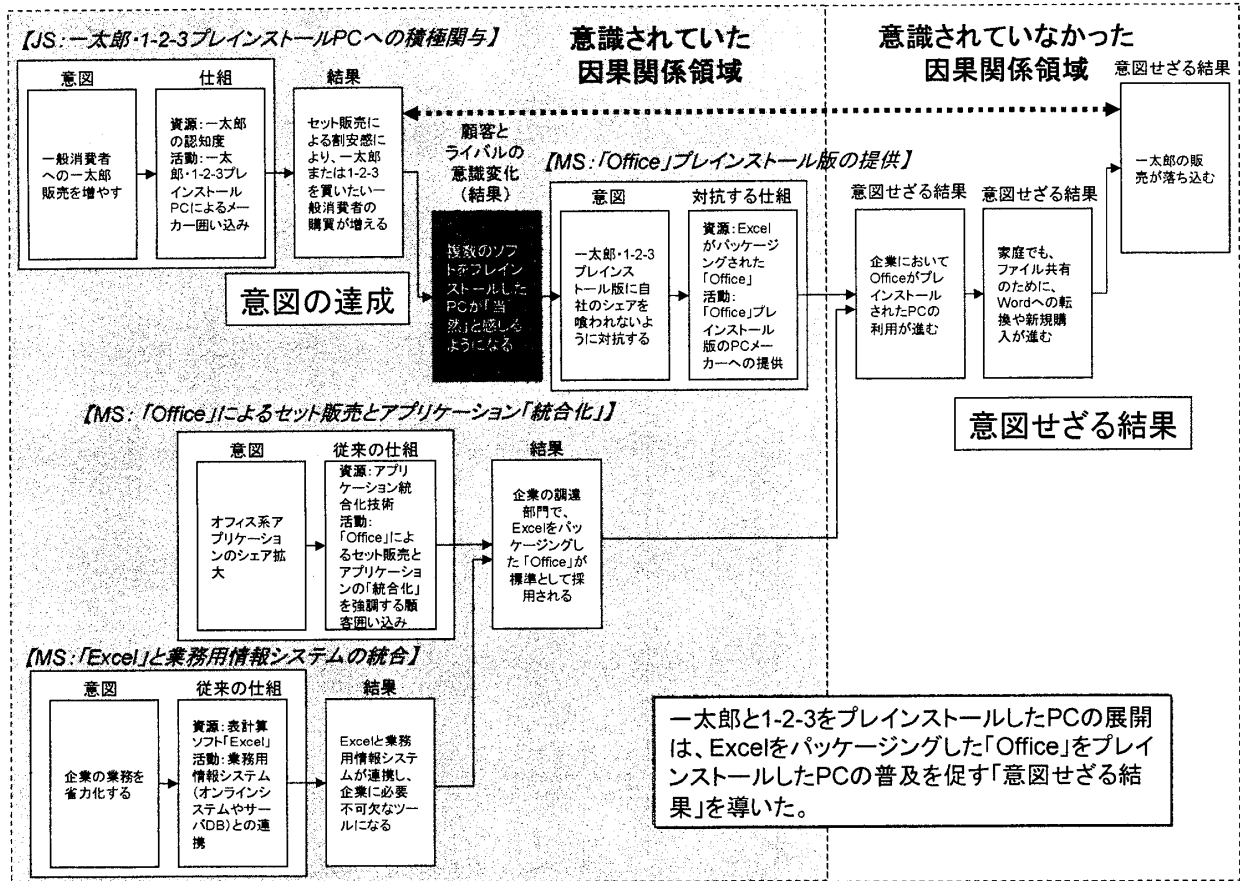 【JS:一太郎・1-2-3プレインストールPCへの積極関与】
意識されていた
因果関係領域
意識されていなかった
因果関係領域
意図
一般消費者
への一太郎
販売を増やす
仕組
資源:一太郎
の認知度
活動:一太
郎・1-2-3プレ
インストール
PCによるメー
カー囲い込み
結果
セット販売に
よる割安感に
より、一太郎
または1-2-3
を買いたい一
般消費者の
購買が増える
意図の達成
顧客と
ライバルの
意識変化
(結果)
複数のソフ
トをプレイン
ストールした
PCが「当
然」と感じる
ようになる
【MS:「Office」プレインストール版の提供】
意図
一太郎・1-2-3
プレインス
トール版に自
社のシェアを
喰われないよ
うに対抗する
対抗する仕組
資源:Excel
がパッケージ
ングされた
「Office」
活動:
「Office」プレ
インストール
版のPCメー
カーへの提供
意図せざる結果
企業において
Officeがプレ
インストール
されたPCの
利用が進む
意図せざる結果
家庭でも、
ファイル共有
のために、
Wordへの転
換や新規購
入が進む
意図せざる結果
一太郎の販
売が落ち込む
意図せざる結果
【MS:「Office」によるセット販売とアプリケーション「統合化」】
意図
オフィス系ア
プリケーショ
ンのシェア拡
大
従来の仕組
資源:アプリ
ケーション統
合化技術
活動:
「Office」によ
るセット販売と
アプリケーショ
ンの「統合化」
を強調する顧
客囲い込み
結果
企業の調達
部門で、
Excelをパッ
ケージングし
た「Office」が
標準として採
用される
【MS:「Excel」と業務用情報システムの統合】
意図
企業の業務を
省力化する
従来の仕組
資源:表計算
ソフト「Excel」
活動:業務用
情報システム
(オンラインシ
ステムやサー
バDB)との連
携
結果
Excelと業務
用情報システ
ムが連携し、
企業に必要
不可欠なツー
ルになる
一太郎と1-2-3をプレインストールしたPCの展開
は、Excelをパッケージングした「Office」をプレイ
ンストールしたPCの普及を促す「意図せざる結
果」を導いた。